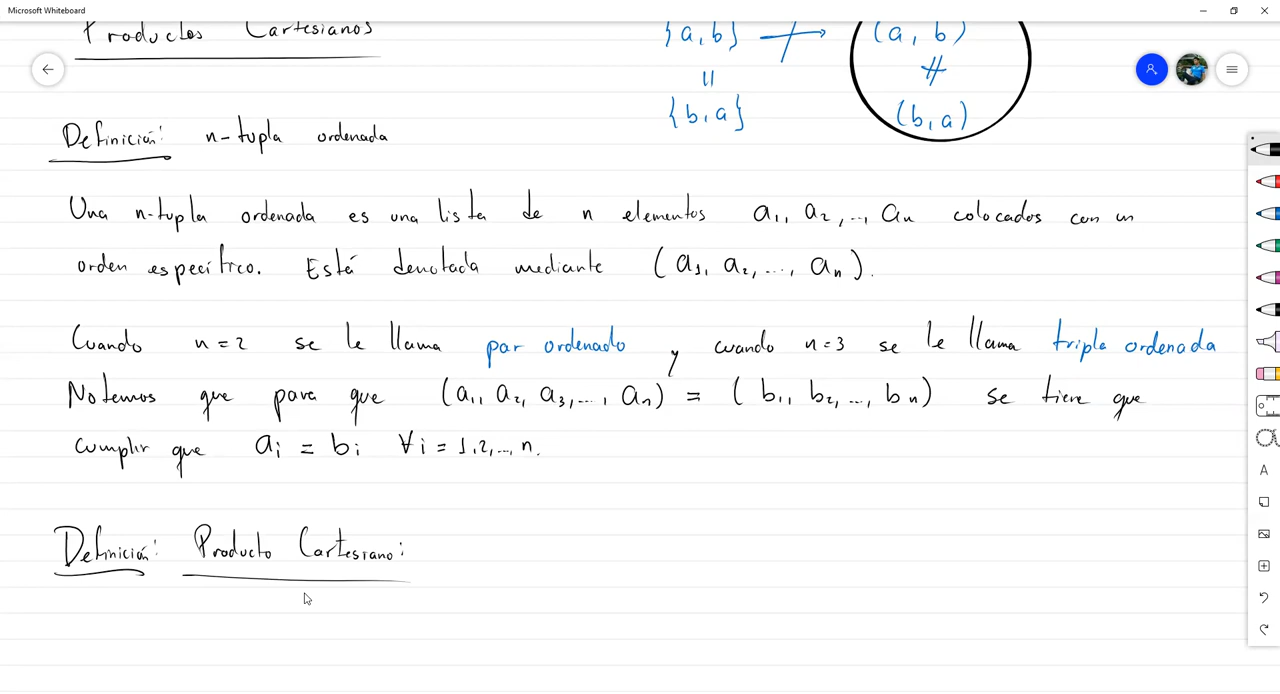 Microsoft Whiteboard
Productos Cartesianos
{a, b} ⇸ (a, b)
= ≠
{b, a} (b, a)
Definición: n-tupla ordenada
Una n-tupla ordenada es una lista de n elementos a₁, a₂, ..., aₙ colocados con un
orden específico. Está denotada mediante (a₁, a₂, ..., aₙ).
Cuando n=2 se le llama par ordenado y cuando n=3 se le llama tripla ordenada
Notemos que para que (a₁, a₂, a₃, ..., aₙ) = (b₁, b₂, ..., bₙ) se tiene que
cumplir que aᵢ = bᵢ ∀i = 1,2,..., n.
Definición: Producto Cartesiano: